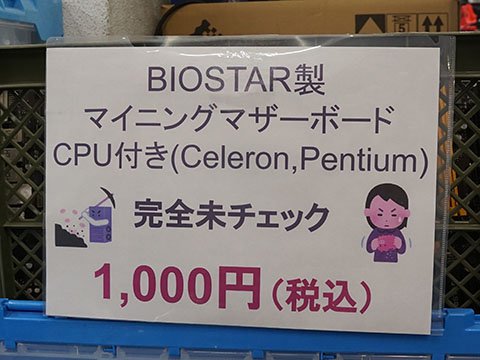 BIOSTAR製
マイニングマザーボード
CPU付き(Celeron,Pentium)
完全未チェック
1,000円(税込)